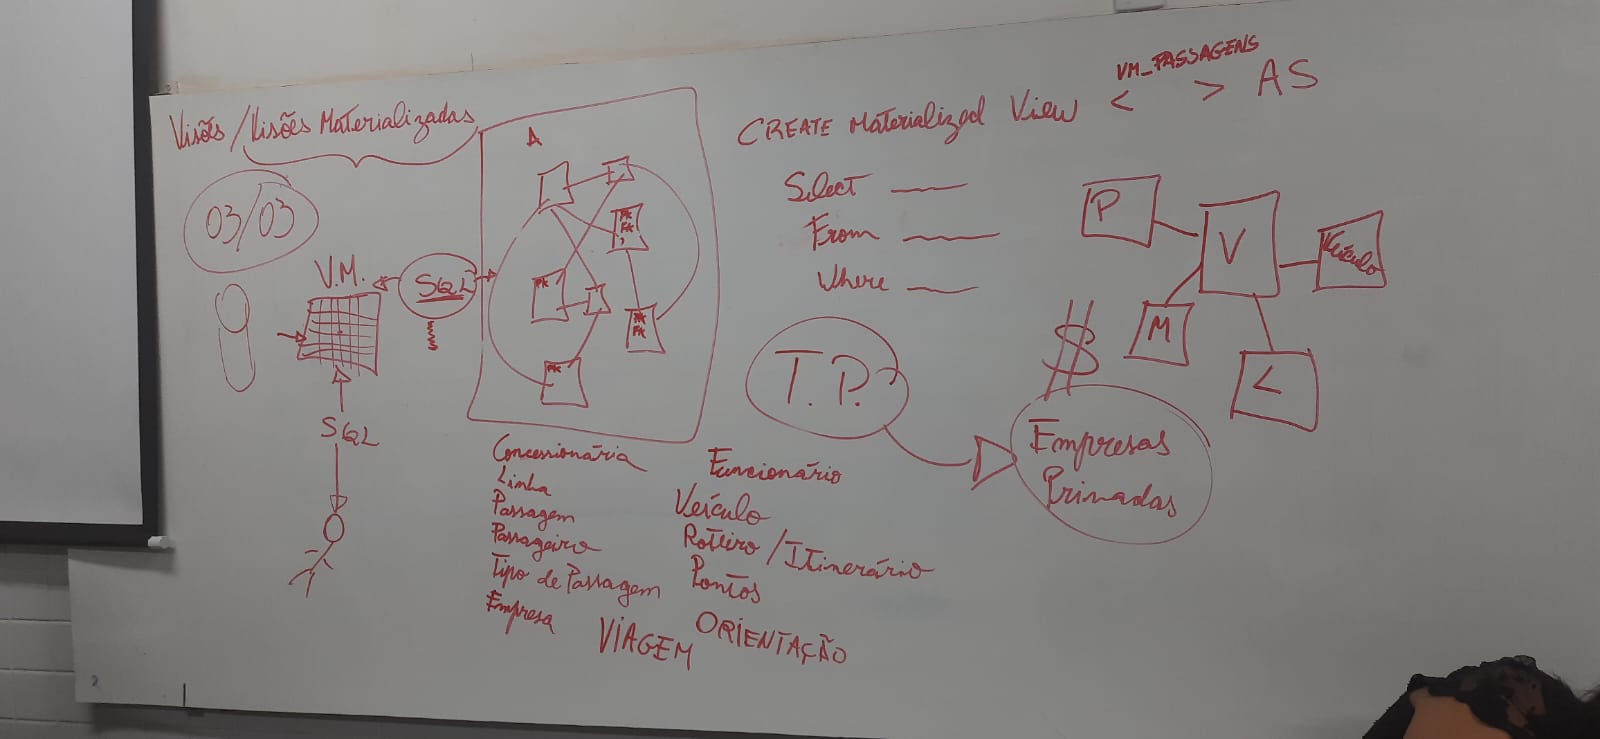 Visões / Visões Materializadas
03/03
V.M.
SQL
SQL
A
PK
FK
PK
PK
FK
PK
CREATE Materialized View < VM_PASSAGENS > AS
Select
From
Where
P
V
Veículo
M
L
$
T.P.
Empresas
Privadas
Concessionária
Linha
Passagem
Passageiro
Tipo de Passagem
Empresa
VIAGEM
Funcionário
Veículo
Roteiro / Itinerário
Pontos
ORIENTAÇÃO
2